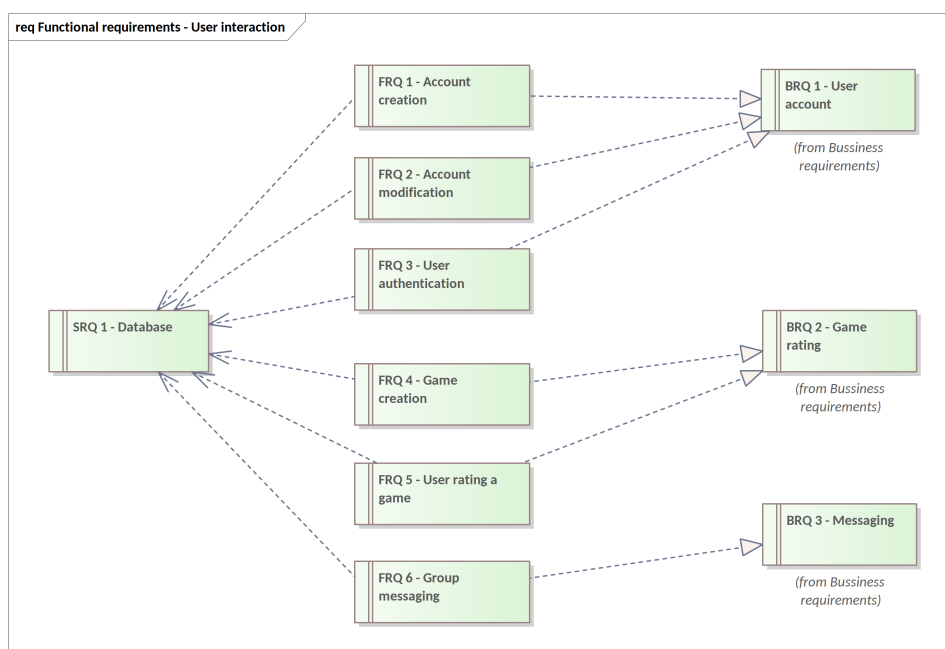 req Functional requirements - User interaction
FRQ 1 - Account
creation
BRQ 1 - User
account
(from Bussiness
requirements)
FRQ 2 - Account
modification
FRQ 3 - User
authentication
SRQ 1 - Database
BRQ 2 - Game
rating
(from Bussiness
requirements)
FRQ 4 - Game
creation
FRQ 5 - User rating a
game
BRQ 3 - Messaging
(from Bussiness
requirements)
FRQ 6 - Group
messaging